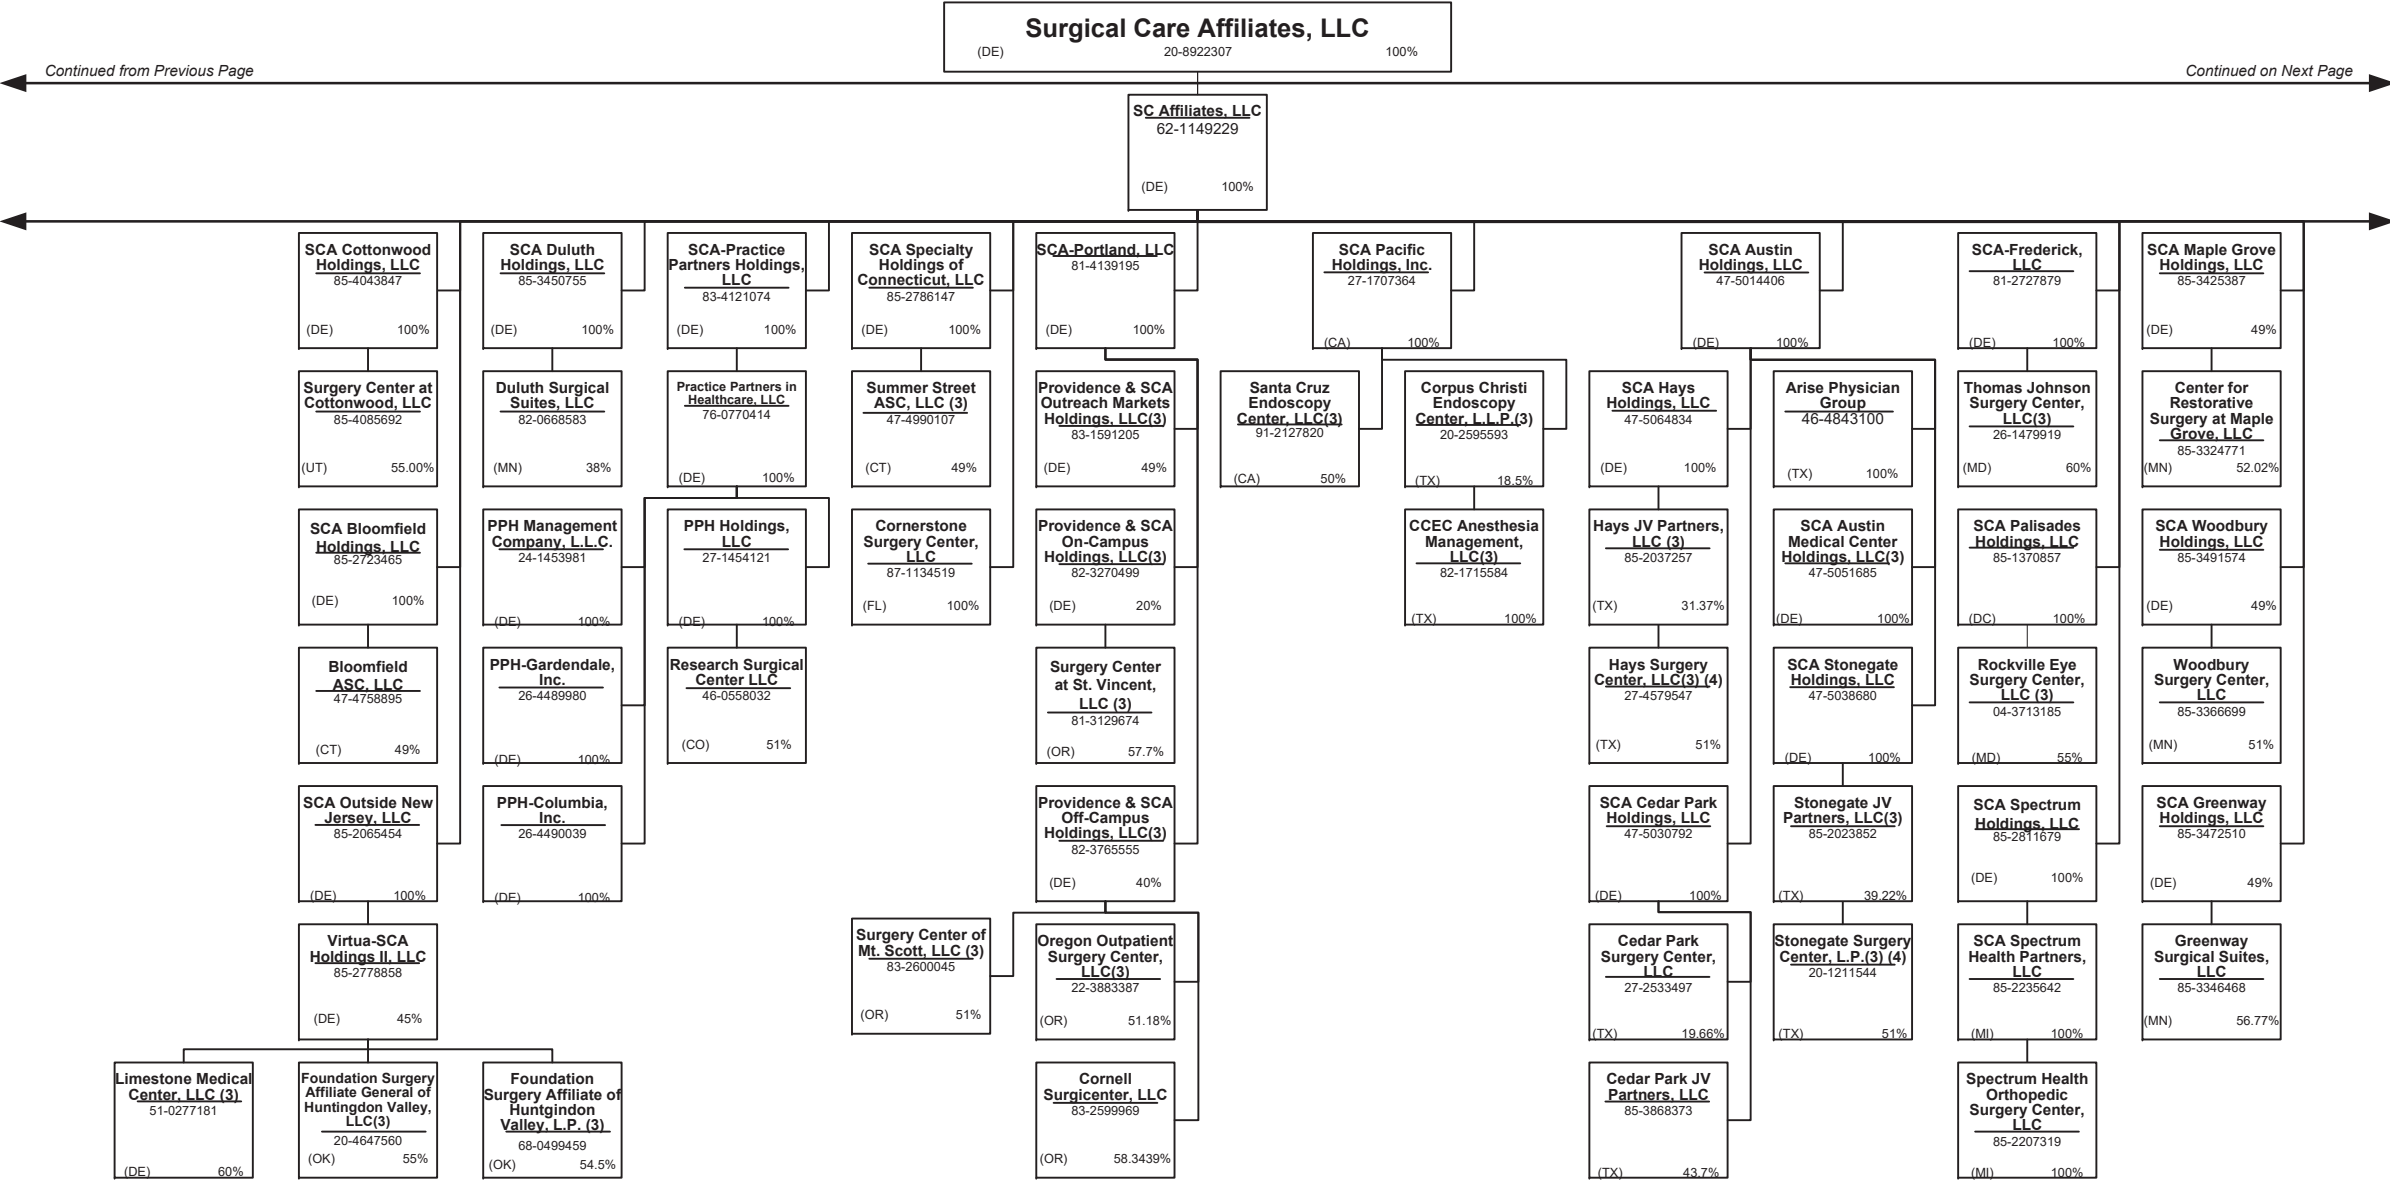 Surgical Care Affiliates, LLC
(DE) 20-8922307 100%
Continued from Previous Page
Continued on Next Page
SC Affiliates, LLC
62-1149229
(DE) 100%
SCA Cottonwood
Holdings, LLC
85-4043847
(DE) 100%
SCA Duluth
Holdings, LLC
85-3450755
(DE) 100%
SCA-Practice
Partners Holdings,
LLC
83-4121074
(DE) 100%
SCA Specialty
Holdings of
Connecticut, LLC
85-2786147
(DE) 100%
SCA-Portland, LLC
81-4139195
(DE) 100%
SCA Pacific
Holdings, Inc.
27-1707364
(CA) 100%
SCA Austin
Holdings, LLC
47-5014406
(DE) 100%
SCA-Frederick,
LLC
81-2727879
(DE) 100%
SCA Maple Grove
Holdings, LLC
85-3425387
(DE) 49%
Surgery Center at
Cottonwood, LLC
85-4085692
(UT) 55.00%
Duluth Surgical
Suites, LLC
82-0668583
(MN) 38%
Practice Partners in
Healthcare, LLC
76-0770414
(DE) 100%
Summer Street
ASC, LLC (3)
47-4990107
(CT) 49%
Providence & SCA
Outreach Markets
Holdings, LLC(3)
83-1591205
(DE) 49%
Santa Cruz
Endoscopy
Center, LLC(3)
91-2127820
(CA) 50%
Corpus Christi
Endoscopy
Center, L.L.P.(3)
20-2595593
(TX) 18.5%
SCA Hays
Holdings, LLC
47-5064834
(DE) 100%
Arise Physician
Group
46-4843100
(TX) 100%
Thomas Johnson
Surgery Center,
LLC(3)
26-1479919
(MD) 60%
Center for
Restorative
Surgery at Maple
Grove, LLC
85-3324771
(MN) 52.02%
SCA Bloomfield
Holdings, LLC
85-2723465
(DE) 100%
PPH Management
Company, L.L.C.
24-1453981
(DE) 100%
PPH Holdings,
LLC
27-1454121
(DE) 100%
Cornerstone
Surgery Center,
LLC
87-1134519
(FL) 100%
Providence & SCA
On-Campus
Holdings, LLC(3)
82-3270499
(DE) 20%
CCEC Anesthesia
Management,
LLC(3)
82-1715584
(TX) 100%
Hays JV Partners,
LLC (3)
85-2037257
(TX) 31.37%
SCA Austin
Medical Center
Holdings, LLC(3)
47-5051685
(DE) 100%
SCA Palisades
Holdings, LLC
85-1370857
(DC) 100%
SCA Woodbury
Holdings, LLC
85-3491574
(DE) 49%
Bloomfield
ASC, LLC
47-4758895
(CT) 49%
PPH-Gardendale,
Inc.
26-4489980
(DE) 100%
Research Surgical
Center LLC
46-0558032
(CO) 51%
Surgery Center
at St. Vincent,
LLC (3)
81-3129674
(OR) 57.7%
Hays Surgery
Center, LLC(3) (4)
27-4579547
(TX) 51%
SCA Stonegate
Holdings, LLC
47-5038680
(DE) 100%
Rockville Eye
Surgery Center,
LLC (3)
04-3713185
(MD) 55%
Woodbury
Surgery Center,
LLC
85-3366699
(MN) 51%
SCA Outside New
Jersey, LLC
85-2065454
(DE) 100%
PPH-Columbia,
Inc.
26-4490039
(DE) 100%
Providence & SCA
Off-Campus
Holdings, LLC(3)
82-3765555
(DE) 40%
SCA Cedar Park
Holdings, LLC
47-5030792
(DE) 100%
Stonegate JV
Partners, LLC(3)
85-2023852
(TX) 39.22%
SCA Spectrum
Holdings, LLC
85-2811679
(DE) 100%
SCA Greenway
Holdings, LLC
85-3472510
(DE) 49%
Virtua-SCA
Holdings II, LLC
85-2778858
(DE) 45%
Surgery Center of
Mt. Scott, LLC (3)
83-2600045
(OR) 51%
Oregon Outpatient
Surgery Center,
LLC(3)
22-3883387
(OR) 51.18%
Cedar Park
Surgery Center,
LLC
27-2533497
(TX) 19.66%
Stonegate Surgery
Center, L.P.(3) (4)
20-1211544
(TX) 51%
SCA Spectrum
Health Partners,
LLC
85-2235642
(MI) 100%
Greenway
Surgical Suites,
LLC
85-3346468
(MN) 56.77%
Limestone Medical
Center, LLC (3)
51-0277181
(DE) 60%
Foundation Surgery
Affiliate General of
Huntingdon Valley,
LLC(3)
20-4647560
(OK) 55%
Foundation
Surgery Affiliate of
Huntgindon
Valley, L.P. (3)
68-0499459
(OK) 54.5%
Cornell
Surgicenter, LLC
83-2599969
(OR) 58.3439%
Cedar Park JV
Partners, LLC
85-3868373
(TX) 43.7%
Spectrum Health
Orthopedic
Surgery Center,
LLC
85-2207319
(MI) 100%